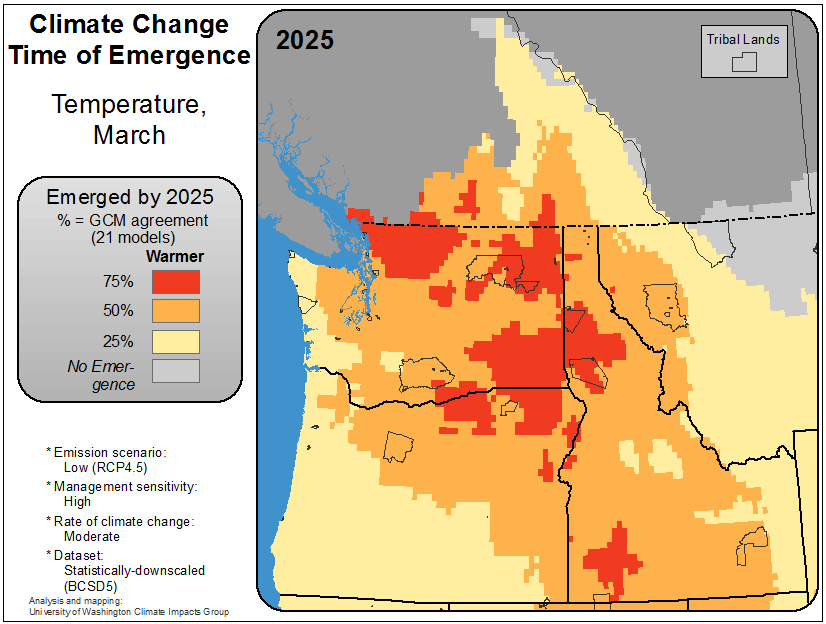 Climate Change
Time of Emergence
Temperature,
March
Emerged by 2025
% = GCM agreement
(21 models)
Warmer
75%
50%
25%
No Emer-
gence
* Emission scenario:
Low (RCP4.5)
* Management sensitivity:
High
* Rate of climate change:
Moderate
* Dataset:
Statistically-downscaled
(BCSD5)
Analysis and mapping:
University of Washington Climate Impacts Group
2025
Tribal Lands